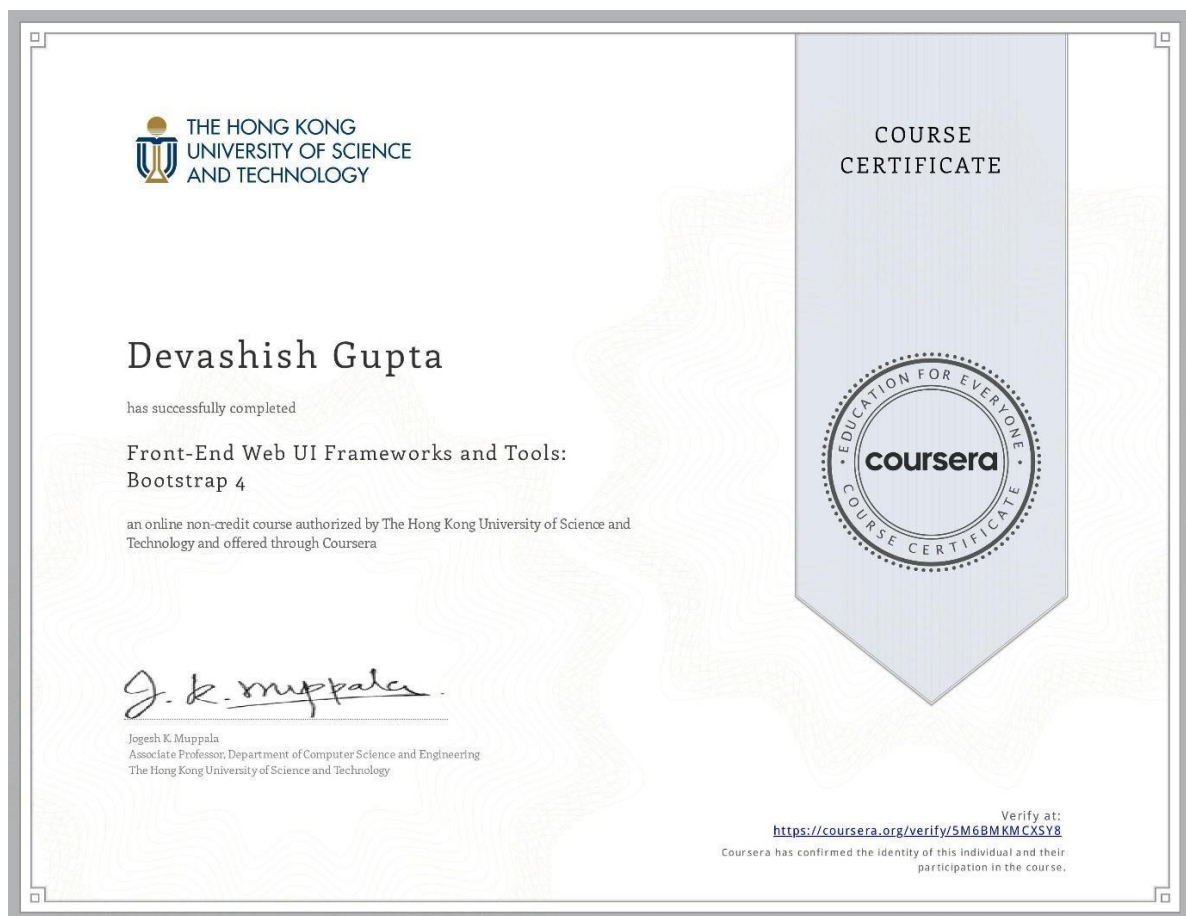 THE HONG KONG
UNIVERSITY OF SCIENCE
AND TECHNOLOGY
COURSE
CERTIFICATE
Devashish Gupta
has successfully completed
Front-End Web UI Frameworks and Tools:
Bootstrap 4
an online non-credit course authorized by The Hong Kong University of Science and
Technology and offered through Coursera
EDUCATION FOR EVERYONE
coursera
COURSE CERTIFICATE
J. K. Muppala
Jogesh K. Muppala
Associate Professor, Department of Computer Science and Engineering
The Hong Kong University of Science and Technology
Verify at:
https://coursera.org/verify/5M6BMKMCXSY8
Coursera has confirmed the identity of this individual and their
participation in the course.